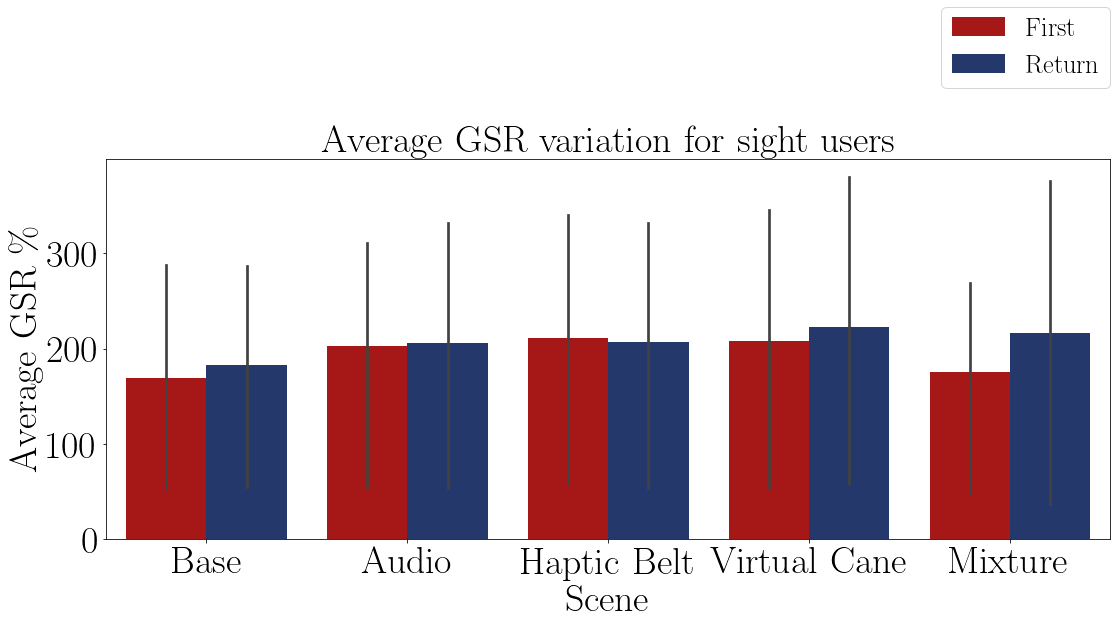 First
Return
Average GSR variation for sight users
Average GSR %
300
200
100
0
Base Audio Haptic Belt Virtual Cane Mixture
Scene